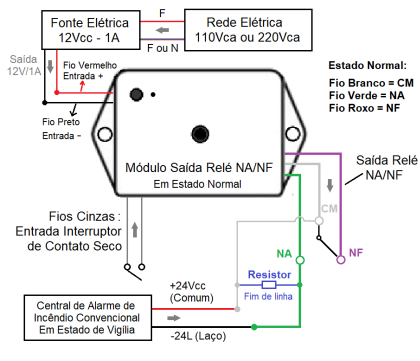 Fonte Elétrica
12Vcc - 1A
F
F ou N
Rede Elétrica
110Vca ou 220Vca
Saída
12V/1A
Fio Vermelho
Entrada +
Fio Preto
Entrada -
Estado Normal:
Fio Branco = CM
Fio Verde = NA
Fio Roxo = NF
Módulo Saída Relé NA/NF
Em Estado Normal
Saída Relé
NA/NF
CM
NA
NF
Fios Cinzas :
Entrada Interruptor
de Contato Seco
+24Vcc
(Comum)
Resistor
Fim de linha
Central de Alarme de
Incêndio Convencional
Em Estado de Vigília
-24L (Laço)